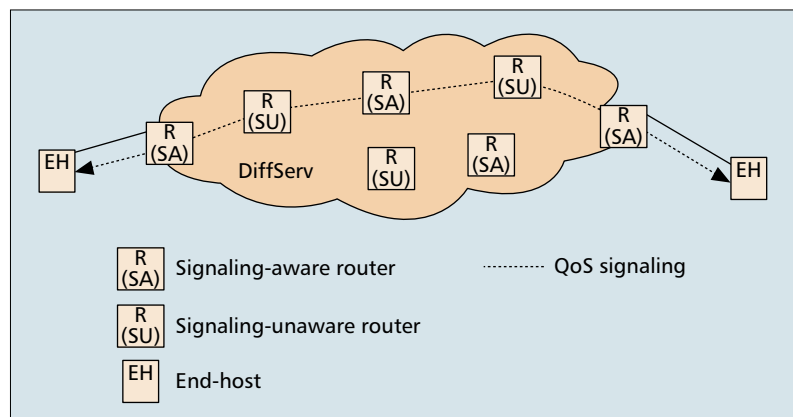 R
(SU)
R
(SA)
R
(SU)
R
(SA)
R
(SA)
EH
DiffServ
R
(SU)
R
(SA)
EH
R
(SA)
Signaling-aware router
QoS signaling
R
(SU)
Signaling-unaware router
EH
End-host